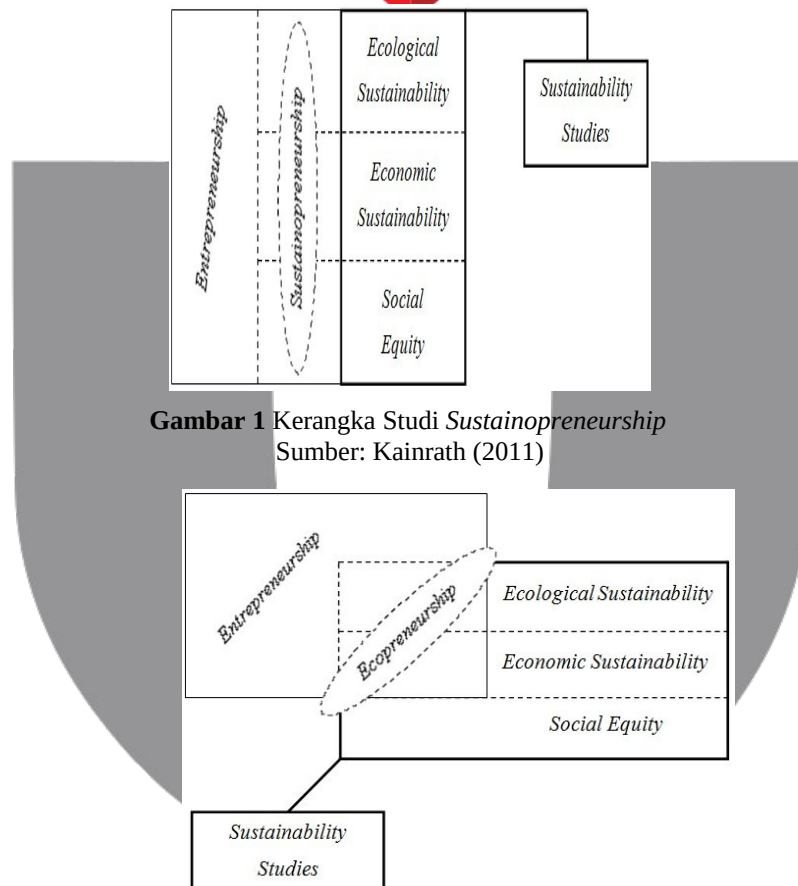 Entrepreneurship
Sustainopreneurship
Ecological
Sustainability
Economic
Sustainability
Social
Equity
Sustainability
Studies
Gambar 1 Kerangka Studi Sustainopreneurship
Sumber: Kainrath (2011)
Entrepreneurship
Ecopreneurship
Ecological Sustainability
Economic Sustainability
Social Equity
Sustainability
Studies